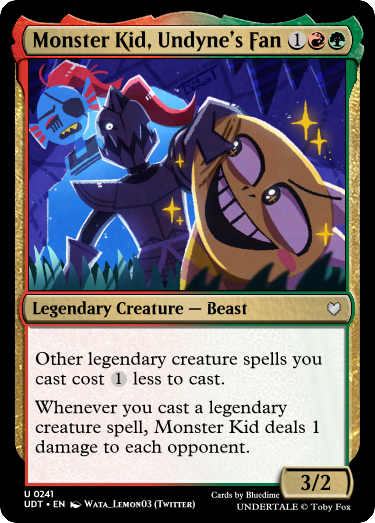 Monster Kid, Undyne's Fan 1
Legendary Creature — Beast
Other legendary creature spells you
cast cost 1 less to cast.
Whenever you cast a legendary
creature spell, Monster Kid deals 1
damage to each opponent.
3/2
U 0241
Cards by Bluedime
UDT • EN Wata_Lemon03 (Twitter)
UNDERTALE © Toby Fox